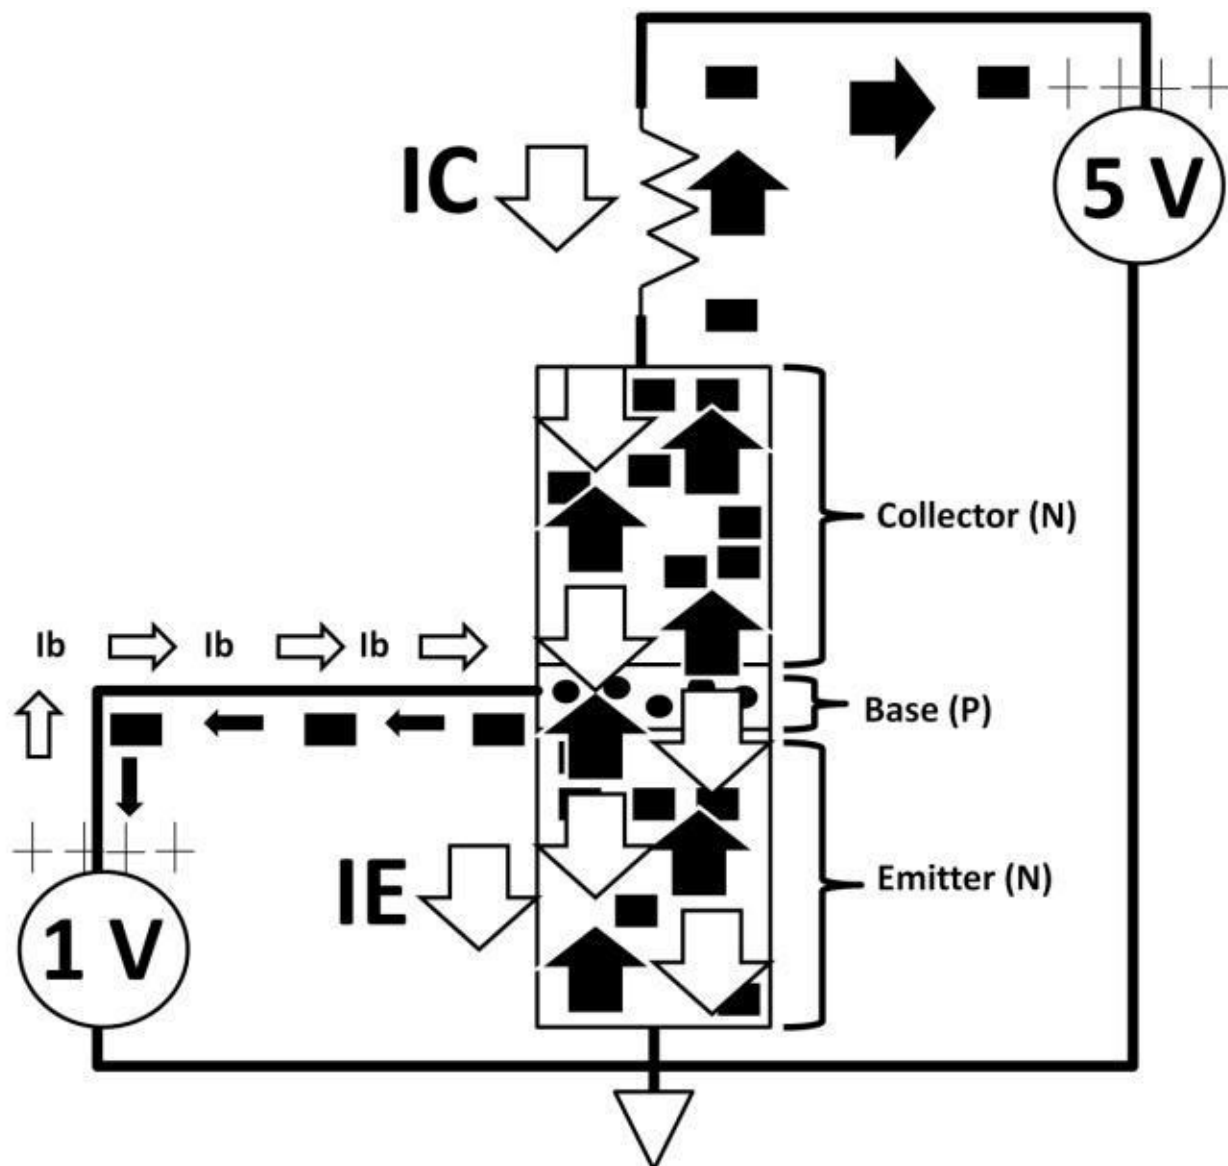 IC
5 V
Collector (N)
Ib Ib Ib
Base (P)
IE
Emitter (N)
1 V